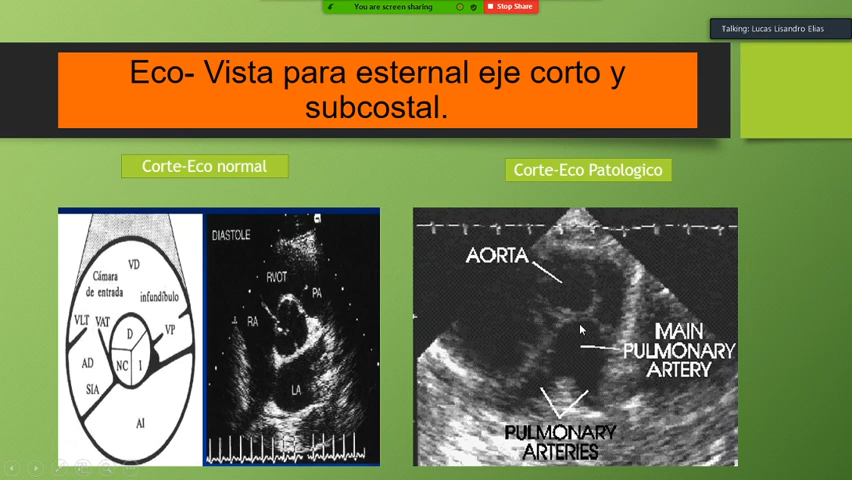 You are screen sharing
Stop Share
Talking: Lucas Lisandro Elias
Eco- Vista para esternal eje corto y
subcostal.
Corte-Eco normal
Corte-Eco Patologico
VD
Cámara
de entrada
infundíbulo
VLT
VAT
VP
D
NC
I
AD
SIA
AI
DIASTOLE
RVOT
PA
RA
LA
AORTA
MAIN
PULMONARY
ARTERY
PULMONARY
ARTERIES